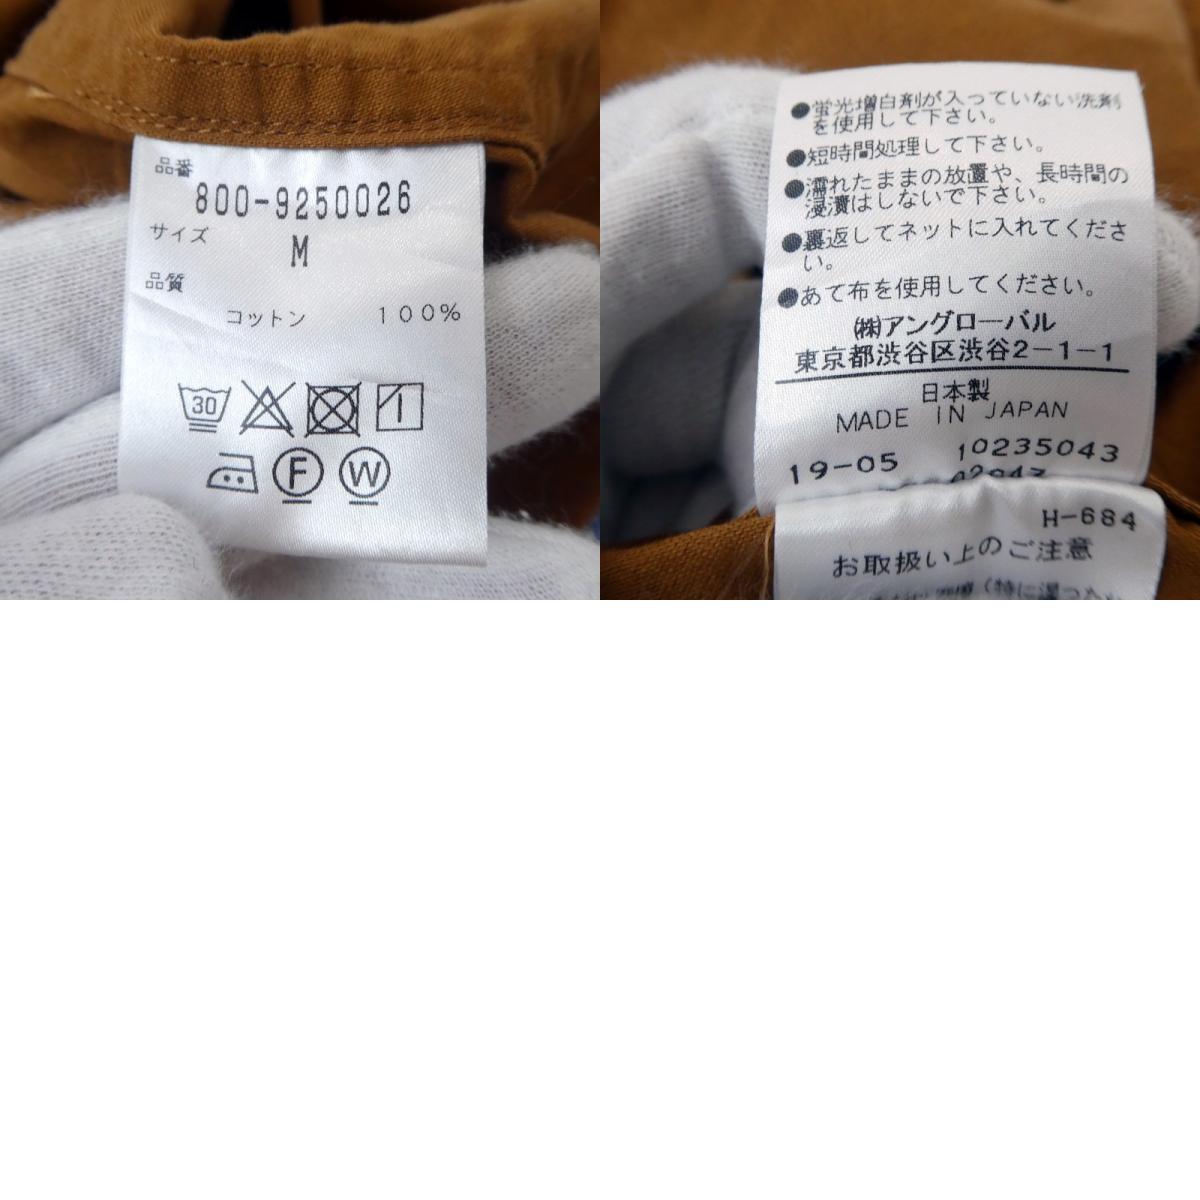 品番
800-9250026
サイズ
M
品質
コットン 100%
30
F W
●蛍光増白剤が入っていない洗剤
を使用して下さい。
●短時間処理して下さい。
●濡れたままの放置や、長時間の
浸漬はしないで下さい。
●裏返してネットに入れてくださ
い。
●あて布を使用してください。
㈱アングローバル
東京都渋谷区渋谷2-1-1
日本製
MADE IN JAPAN
19-05 10235043
H-684
お取扱い上のご注意